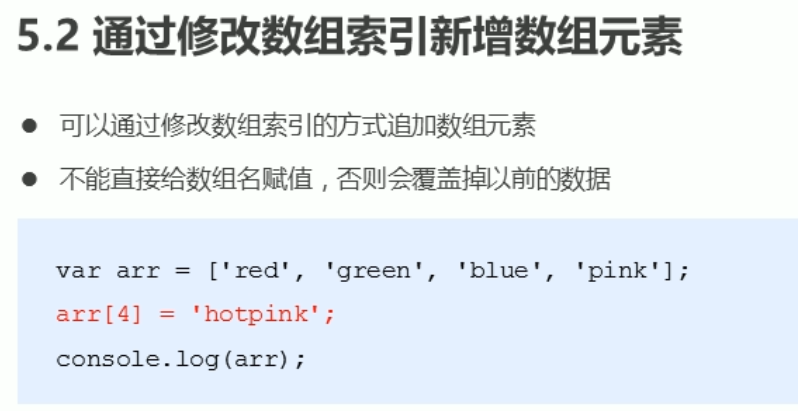 5.2 通过修改数组索引新增数组元素
● 可以通过修改数组索引的方式追加数组元素
● 不能直接给数组名赋值，否则会覆盖掉以前的数据
var arr = ['red', 'green', 'blue', 'pink'];
arr[4] = 'hotpink';
console.log(arr);